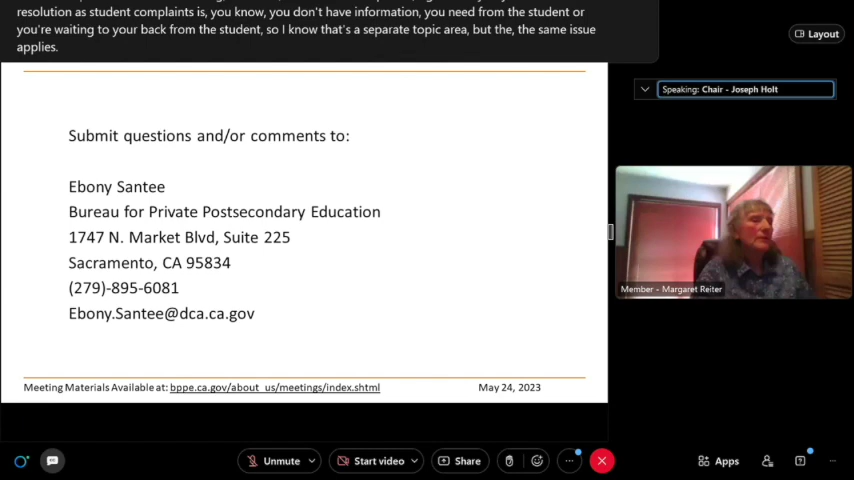 resolution as student complaints is, you know, you don't have information, you need from the student or
you're waiting to your back from the student, so I know that's a separate topic area, but the, the same issue
applies.
Layout
Speaking: Chair - Joseph Holt
Submit questions and/or comments to:
Ebony Santee
Bureau for Private Postsecondary Education
1747 N. Market Blvd, Suite 225
Sacramento, CA 95834
(279)-895-6081
Ebony.Santee@dca.ca.gov
Member - Margaret Reiter
Meeting Materials Available at: bppe.ca.gov/about_us/meetings/index.shtml
May 24, 2023
Unmute
Start video
Share
Apps